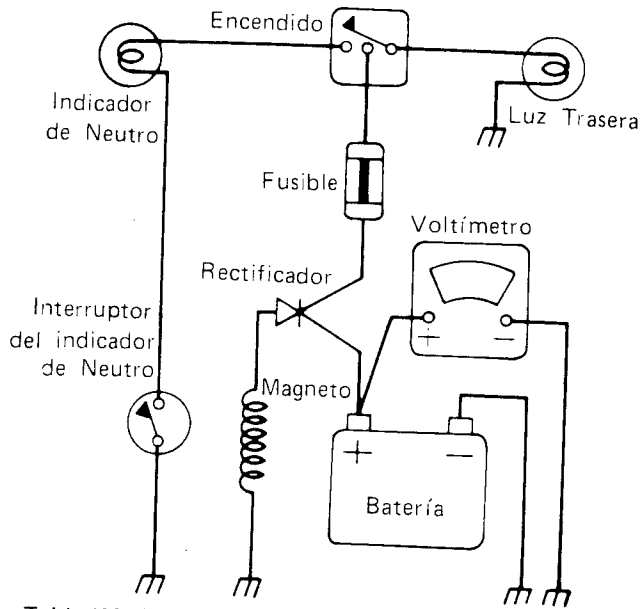 Encendido
Indicador
de Neutro
Luz Trasera
Fusible
Voltímetro
+ −
Rectificador
Interruptor
del indicador
de Neutro
Magneto
+ −
Batería